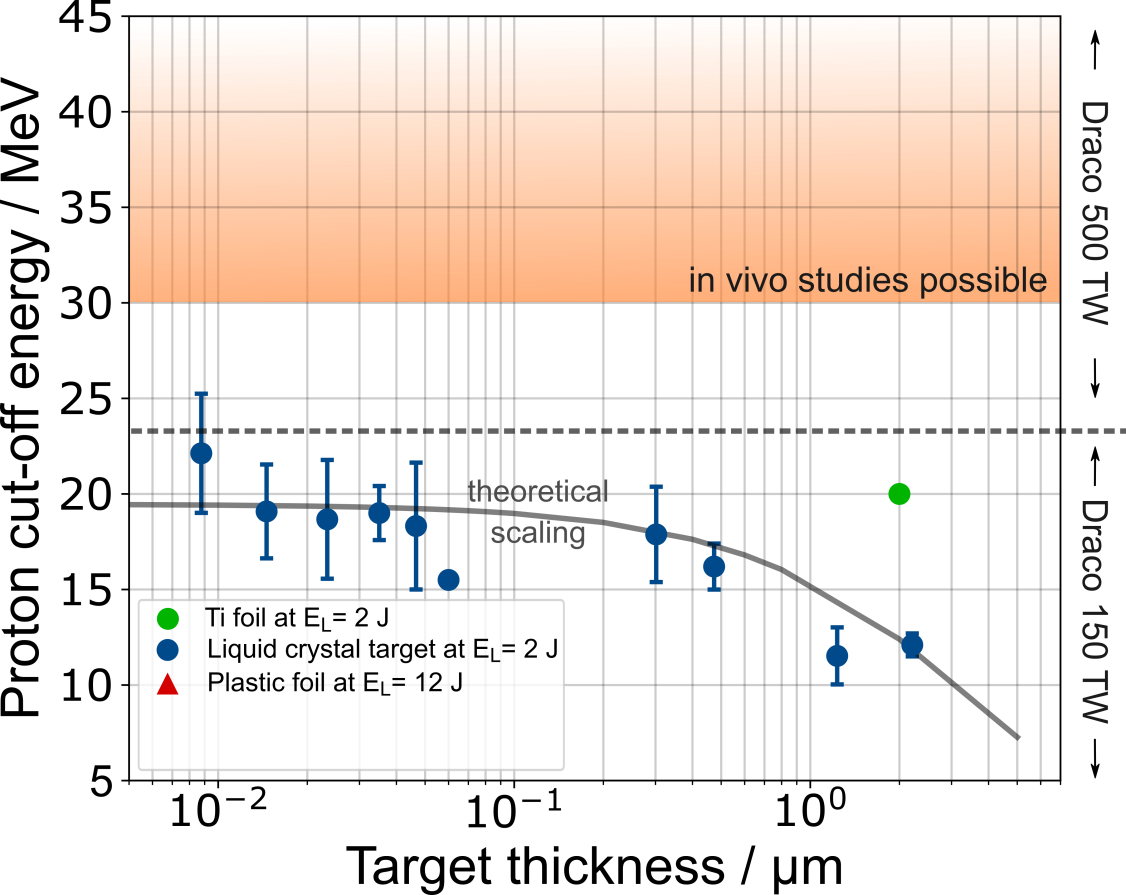 45
40
35
30
25
20
15
10
5
Proton cut-off energy / MeV
in vivo studies possible
theoretical
scaling
Ti foil at E_L= 2 J
Liquid crystal target at E_L= 2 J
Plastic foil at E_L= 12 J
Draco 500 TW
Draco 150 TW
10⁻²
10⁻¹
10⁰
Target thickness / μm